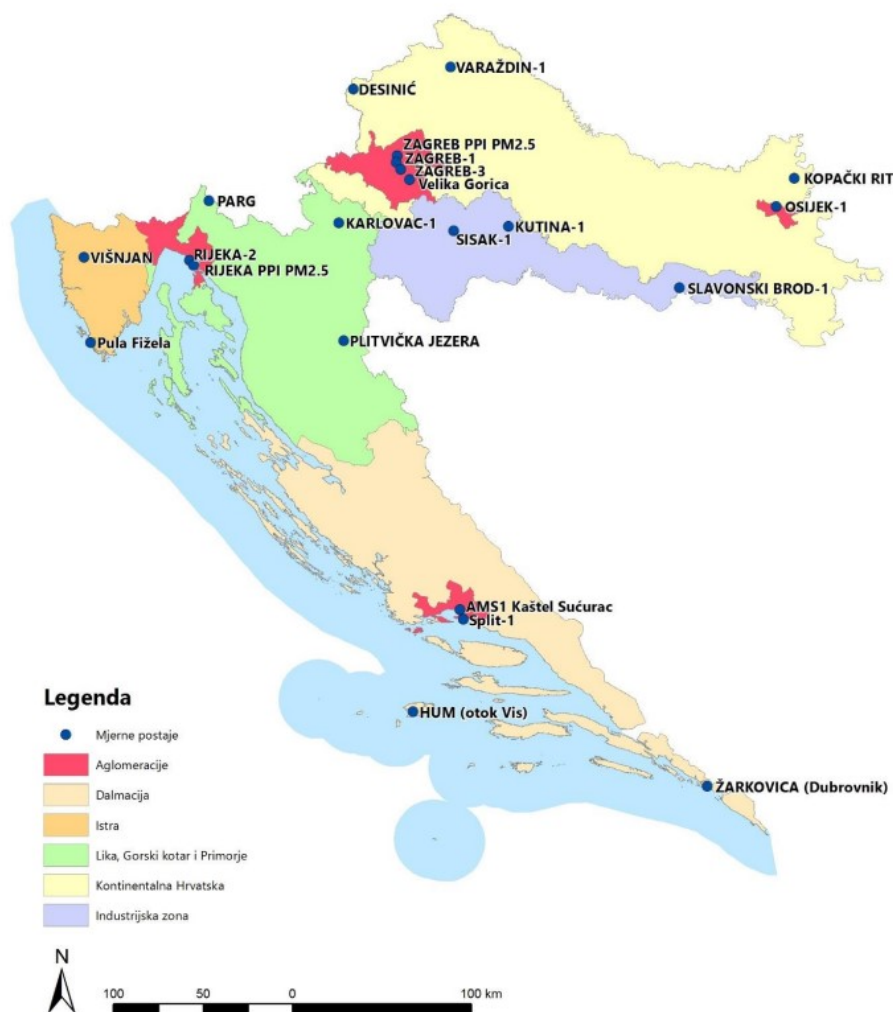 VARAŽDIN-1
DESINIĆ
ZAGREB PPI PM2.5
ZAGREB-1
ZAGREB-3
Velika Gorica
KOPAČKI RIT
OSIJEK-1
PARG
KARLOVAC-1
KUTINA-1
SISAK-1
VIŠNJAN
RIJEKA-2
RIJEKA PPI PM2.5
SLAVONSKI BROD-1
Pula Fižela
PLITVIČKA JEZERA
AMS1 Kaštel Sućurac
Split-1
HUM (otok Vis)
ŽARKOVICA (Dubrovnik)
Legenda
Mjerne postaje
Aglomeracije
Dalmacija
Istra
Lika, Gorski kotar i Primorje
Kontinentalna Hrvatska
Industrijska zona
N
100 50 0 100 km